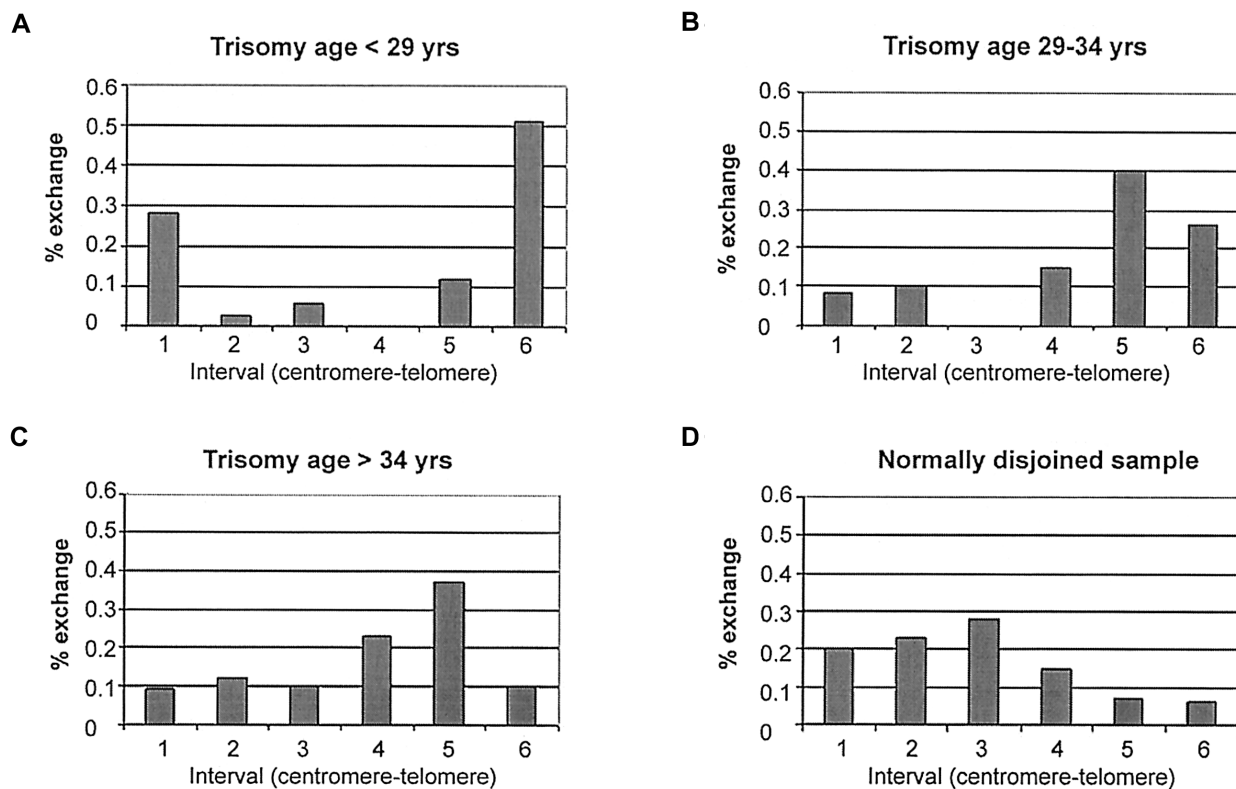 A
Trisomy age < 29 yrs
% exchange
0.6
0.5
0.4
0.3
0.2
0.1
0
1 2 3 4 5 6
Interval (centromere-telomere)
B
Trisomy age 29-34 yrs
% exchange
0.6
0.5
0.4
0.3
0.2
0.1
0
1 2 3 4 5 6
Interval (centromere-telomere)
C
Trisomy age > 34 yrs
% exchange
0.6
0.5
0.4
0.3
0.2
0.1
0
1 2 3 4 5 6
Interval (centromere-telomere)
D
Normally disjoined sample
% exchange
0.6
0.5
0.4
0.3
0.2
0.1
0
1 2 3 4 5 6
Interval (centromere-telomere)